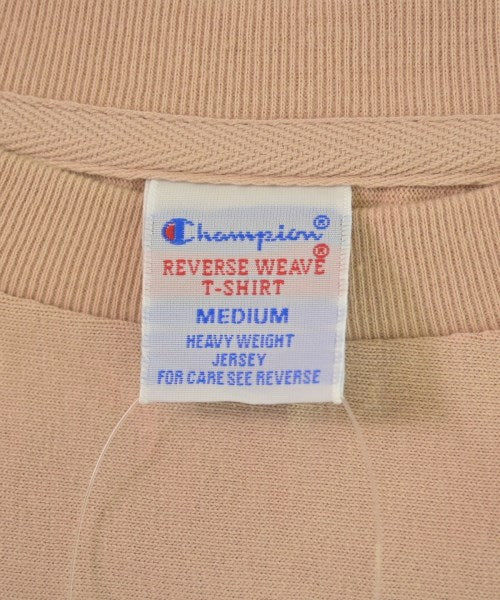 Champion®
REVERSE WEAVE®
T-SHIRT
MEDIUM
HEAVY WEIGHT
JERSEY
FOR CARE SEE REVERSE